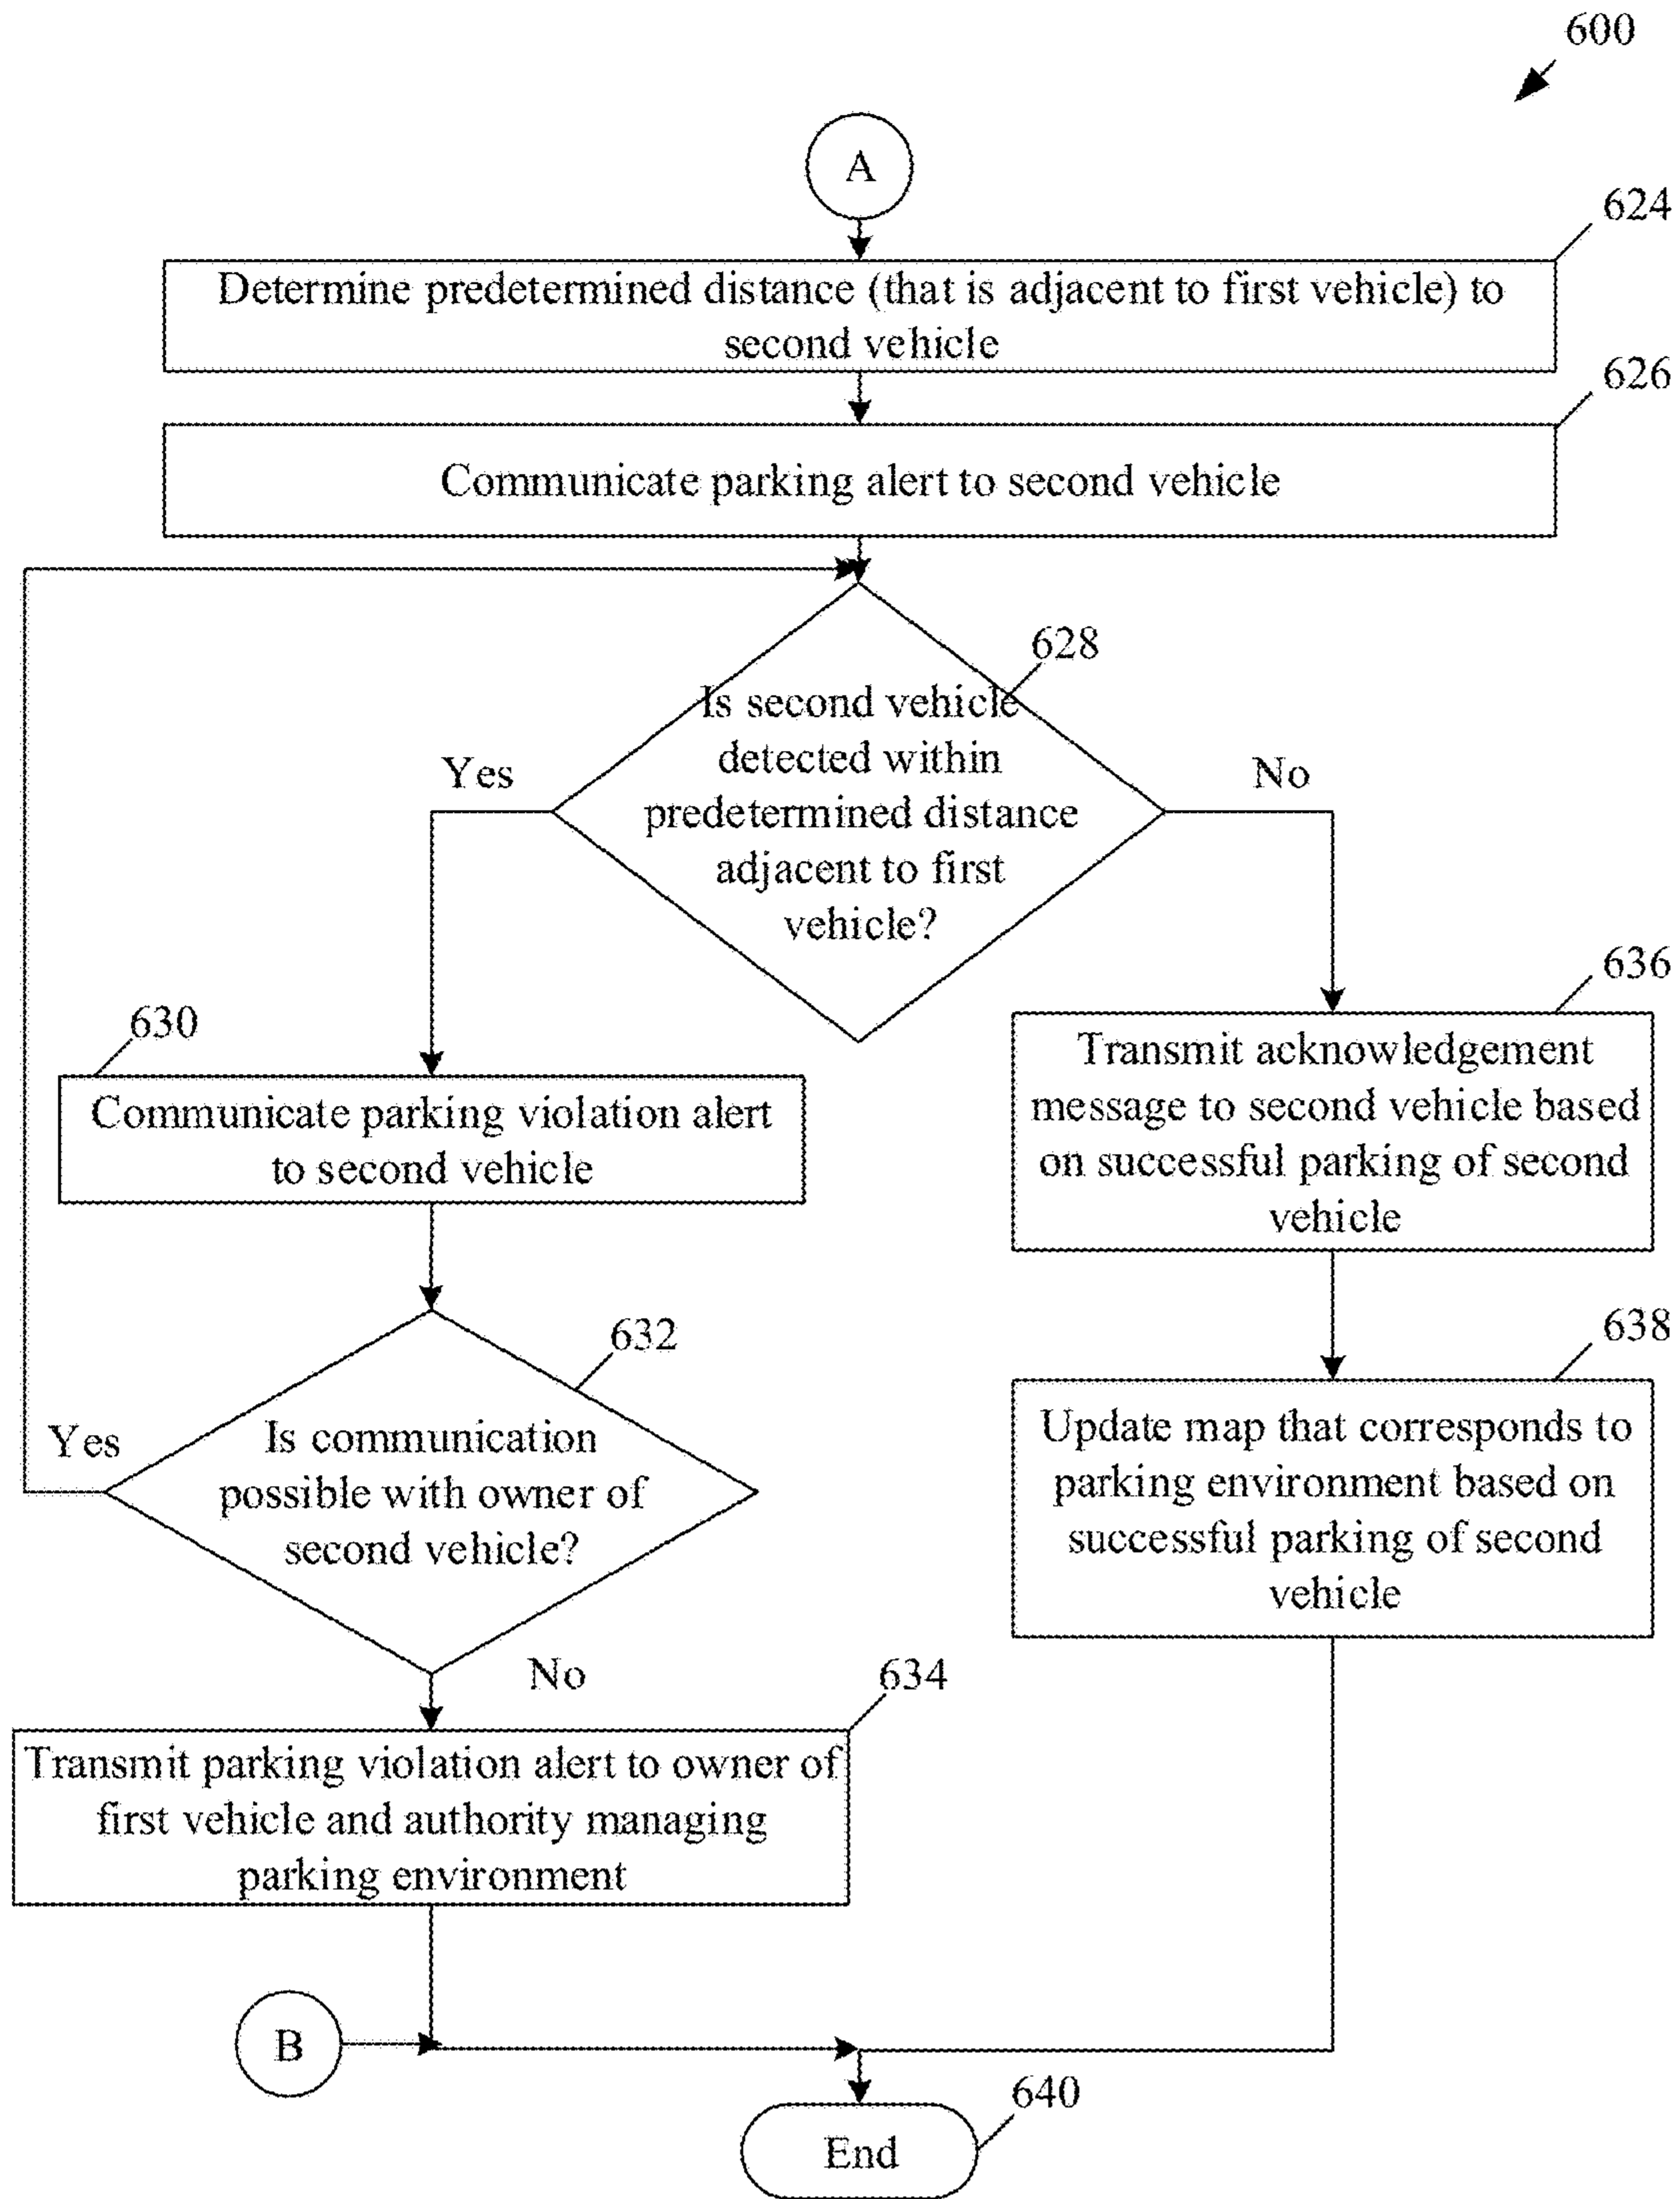 600
A
624
Determine predetermined distance (that is adjacent to first vehicle) to
second vehicle
626
Communicate parking alert to second vehicle
628
Is second vehicle
detected within
predetermined distance
adjacent to first
vehicle?
Yes
No
630
Communicate parking violation alert
to second vehicle
636
Transmit acknowledgement
message to second vehicle based
on successful parking of second
vehicle
632
Is communication
possible with owner of
second vehicle?
Yes
No
638
Update map that corresponds to
parking environment based on
successful parking of second
vehicle
634
Transmit parking violation alert to owner of
first vehicle and authority managing
parking environment
B
640
End